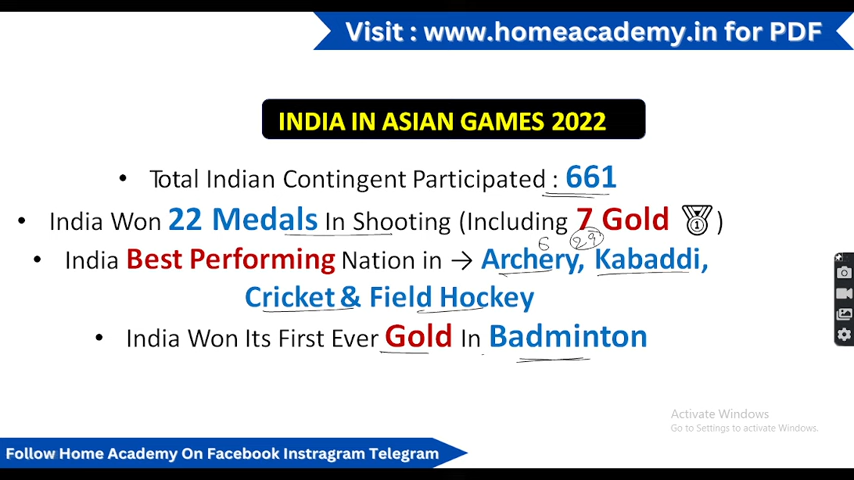 Visit : www.homeacademy.in for PDF
INDIA IN ASIAN GAMES 2022
• Total Indian Contingent Participated : 661
• India Won 22 Medals In Shooting (Including 7 Gold 1 )
6 29
• India Best Performing Nation in → Archery, Kabaddi,
Cricket & Field Hockey
• India Won Its First Ever Gold In Badminton
Activate Windows
Go to Settings to activate Windows.
Follow Home Academy On Facebook Instragram Telegram